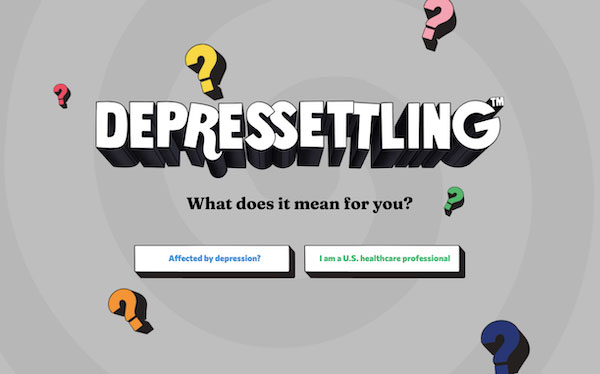 DEPRESSETTLING™
What does it mean for you?
Affected by depression?
I am a U.S. healthcare professional